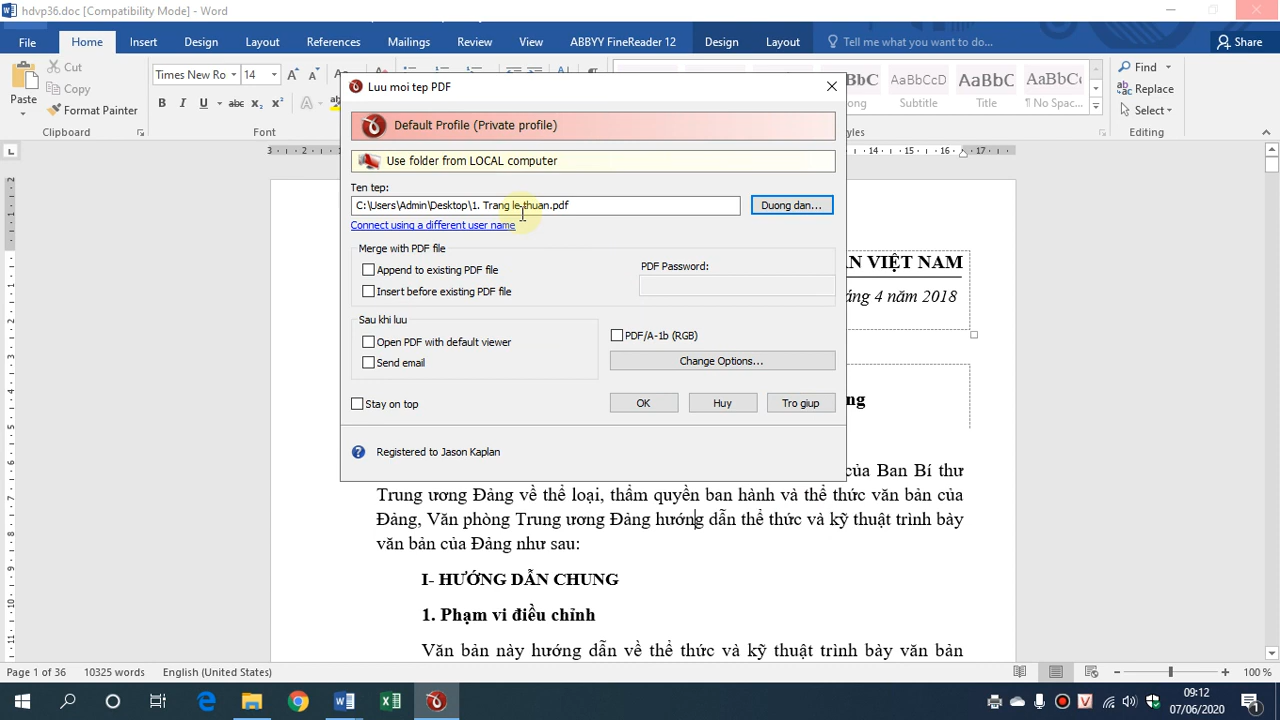 hdvp36.doc [Compatibility Mode] - Word
File Home Insert Design Layout References Mailings Review View ABBYY FineReader 12 Design Layout Tell me what you want to do... Share
Paste
Cut
Copy
Format Painter
Times New Ro 14
B I U abc
Clipboard
Font
AaBbC AaBbCcD AaBbC AaBbCc
Subtitle Title ¶ No Spac...
Styles
Find
Replace
Select
Editing
Luu moi tep PDF
Default Profile (Private profile)
Use folder from LOCAL computer
Ten tep:
C:\Users\Admin\Desktop\1. Trang le thuan.pdf Duong dan...
Connect using a different user name
Merge with PDF file
Append to existing PDF file
Insert before existing PDF file
PDF Password:
Sau khi luu
Open PDF with default viewer
Send email
PDF/A-1b (RGB)
Change Options...
Stay on top OK Huy Tro giup
Registered to Jason Kaplan
3 2 14 15 16 17 18
N VIỆT NAM
áng 4 năm 2018
ng
của Ban Bí thư
Trung ương Đảng về thể loại, thẩm quyền ban hành và thể thức văn bản của
Đảng, Văn phòng Trung ương Đảng hướng dẫn thể thức và kỹ thuật trình bày
văn bản của Đảng như sau:
I- HƯỚNG DẪN CHUNG
1. Phạm vi điều chỉnh
Văn bản này hướng dẫn về thể thức và kỹ thuật trình bày văn bản
Page 1 of 36 10325 words English (United States) 100 %
09:12
07/06/2020